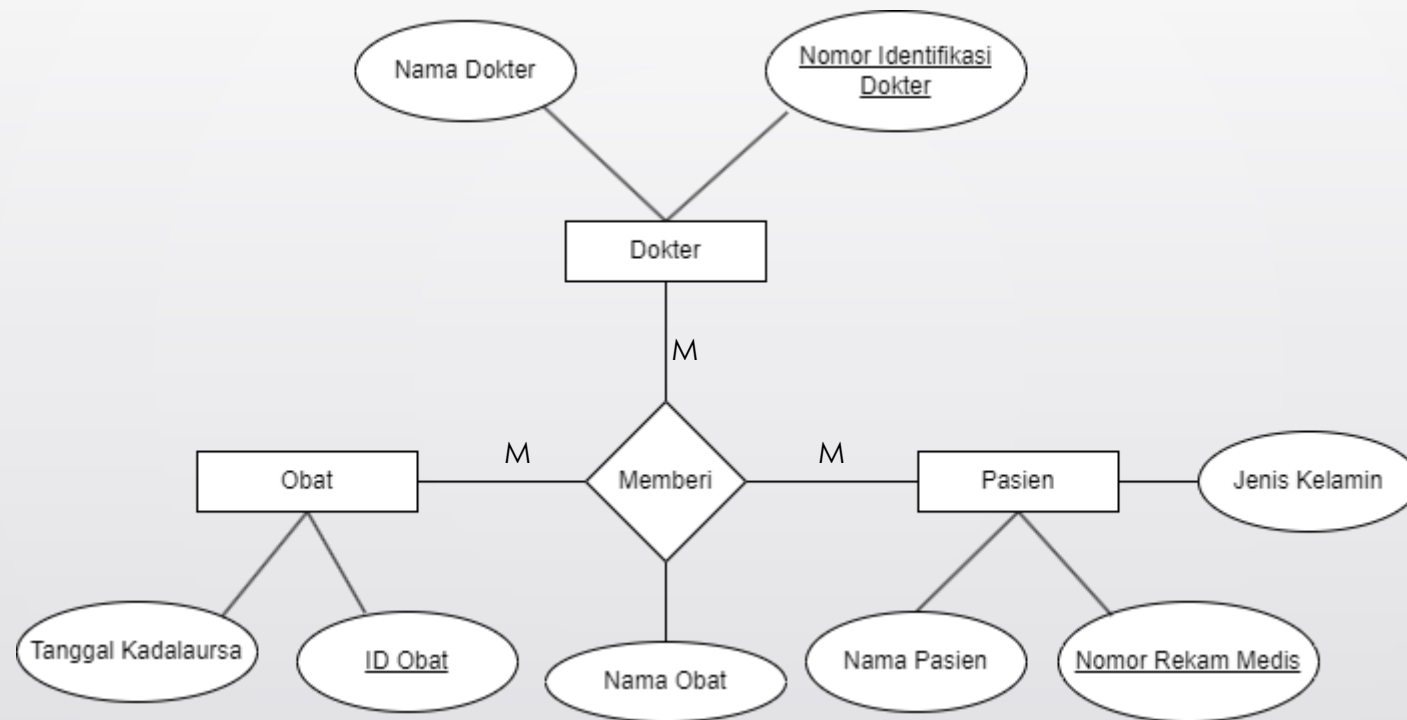 Nama Dokter
Nomor Identifikasi
Dokter
Dokter
M
Obat
M
Memberi
M
Pasien
Jenis Kelamin
Tanggal Kadalaursa
ID Obat
Nama Obat
Nama Pasien
Nomor Rekam Medis